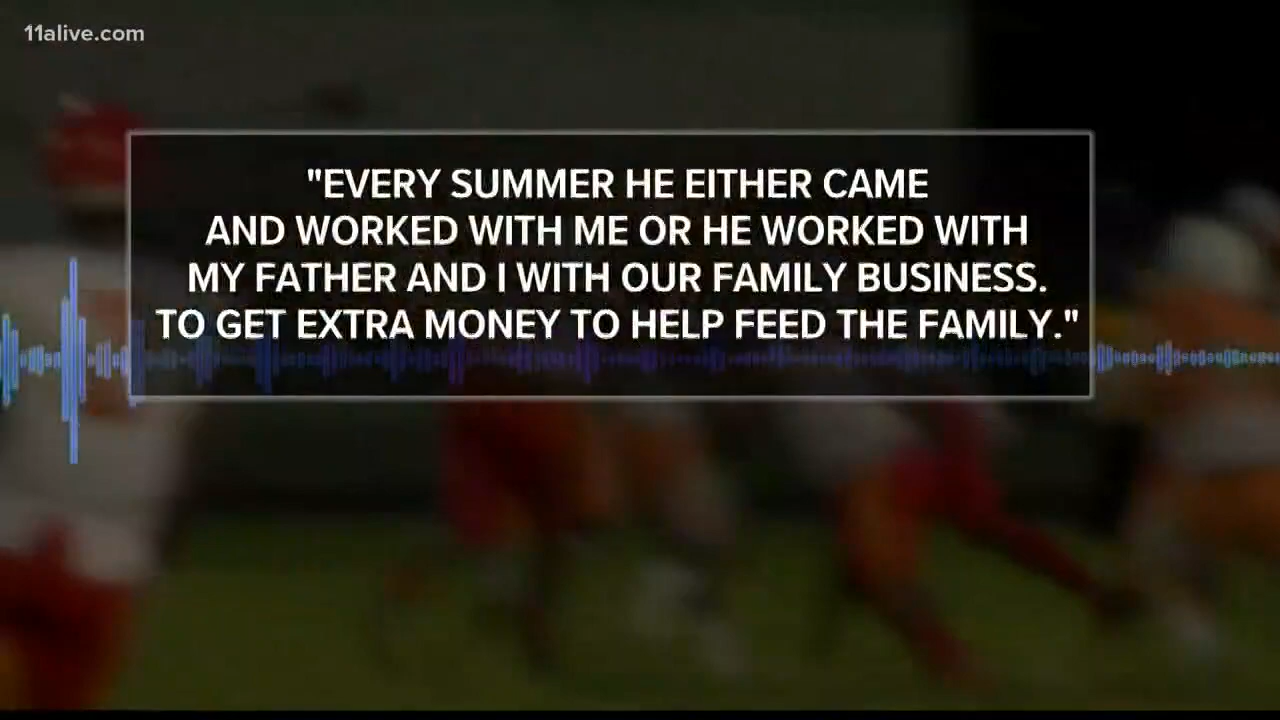 11alive.com
"EVERY SUMMER HE EITHER CAME
AND WORKED WITH ME OR HE WORKED WITH
MY FATHER AND I WITH OUR FAMILY BUSINESS.
TO GET EXTRA MONEY TO HELP FEED THE FAMILY."